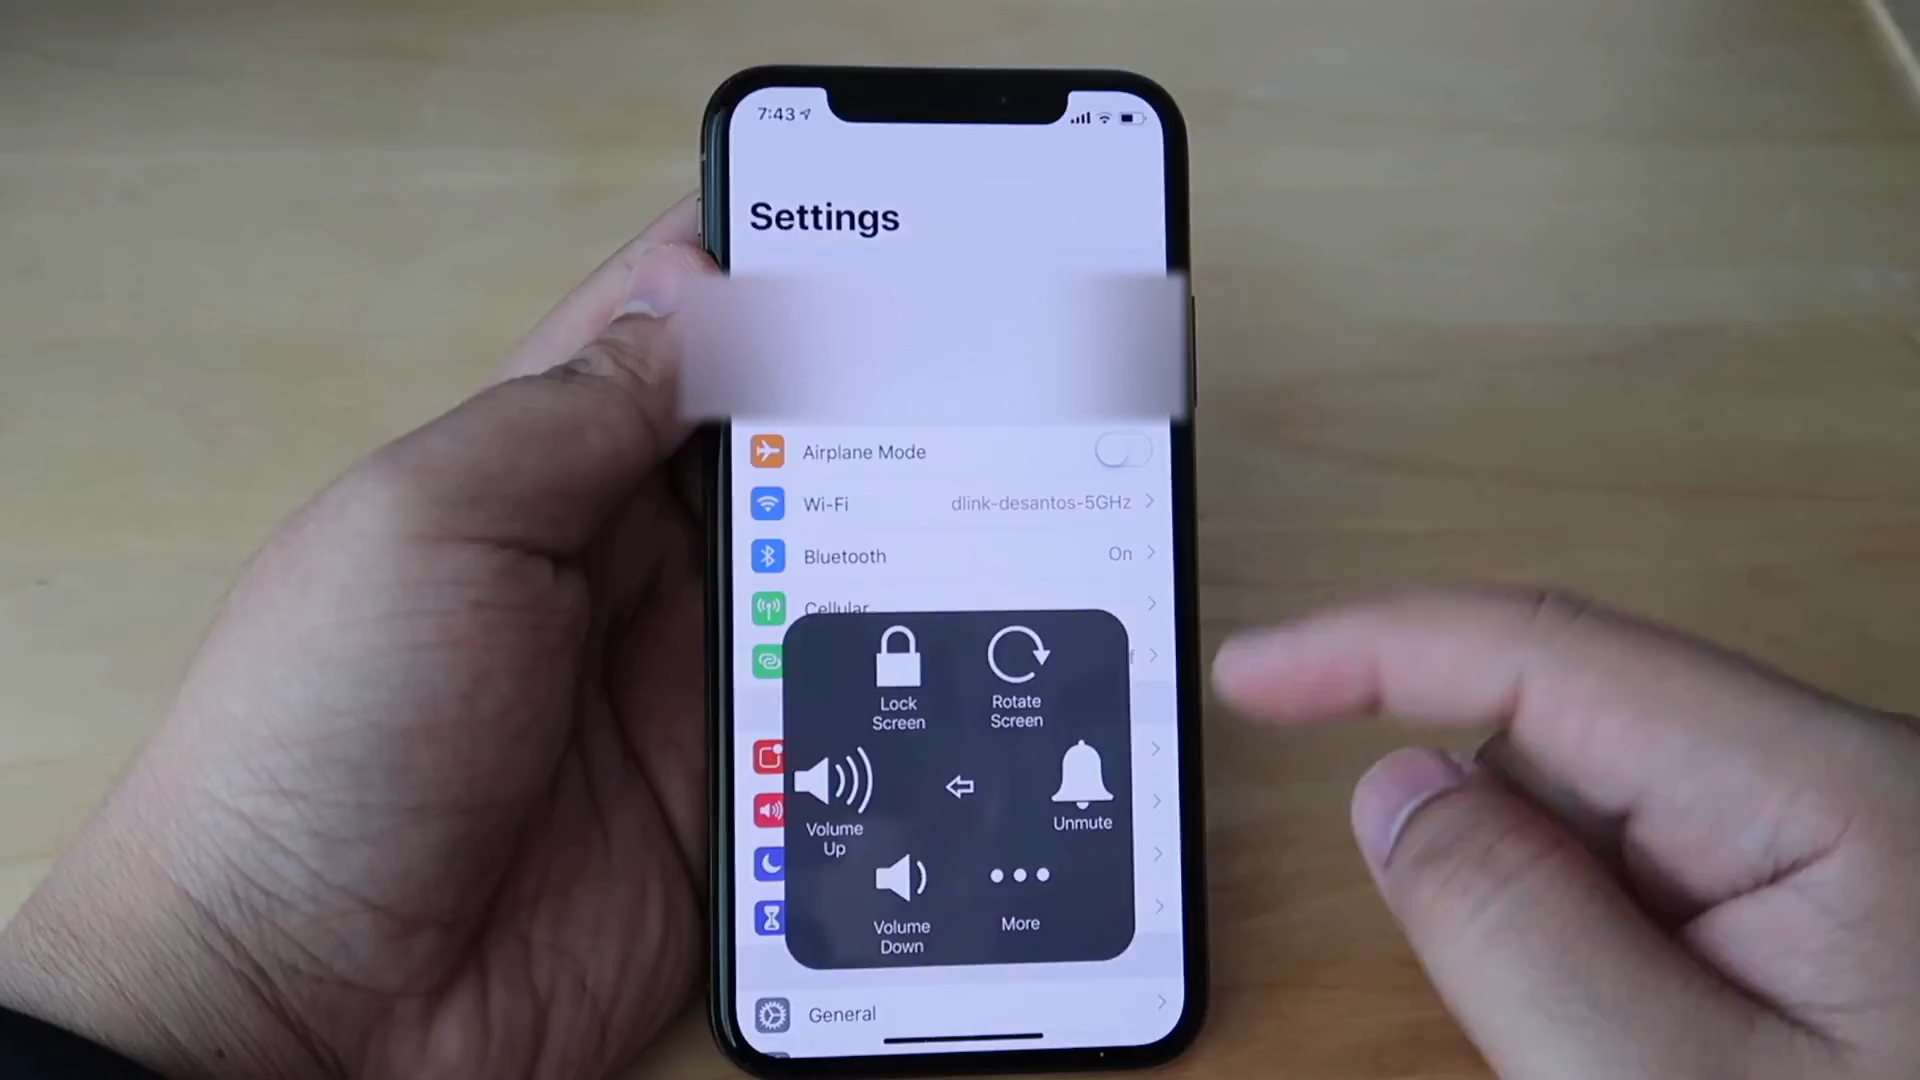 7:43
Settings
Airplane Mode
Wi-Fi dlink-desantos-5GHz
Bluetooth On
Cellular
f
Lock
Screen
Rotate
Screen
Volume
Up
Unmute
Volume
Down
More
General